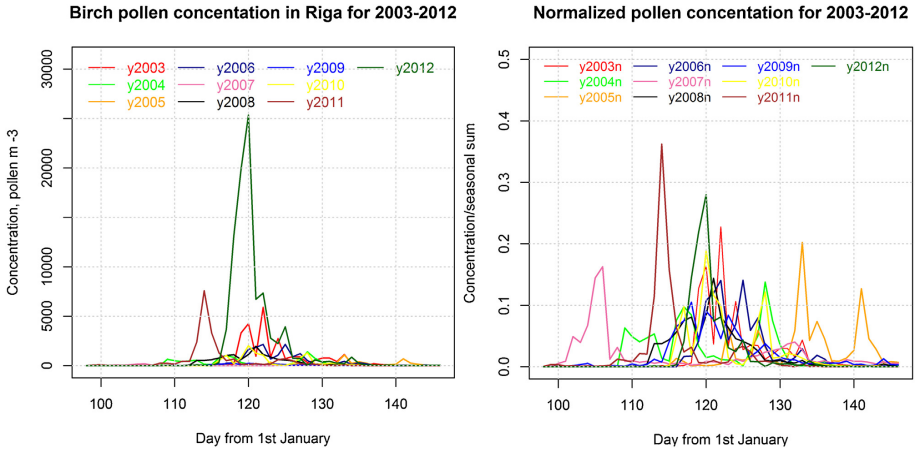 Birch pollen concentation in Riga for 2003-2012
Concentration, pollen m -3
30000
20000
10000
5000
0
y2003
y2006
y2009
y2012
y2004
y2007
y2010
y2005
y2008
y2011
100
110
120
130
140
Day from 1st January
Normalized pollen concentation for 2003-2012
Concentration/seasonal sum
0.5
0.4
0.3
0.2
0.1
0.0
y2003n
y2006n
y2009n
y2012n
y2004n
y2007n
y2010n
y2005n
y2008n
y2011n
100
110
120
130
140
Day from 1st January